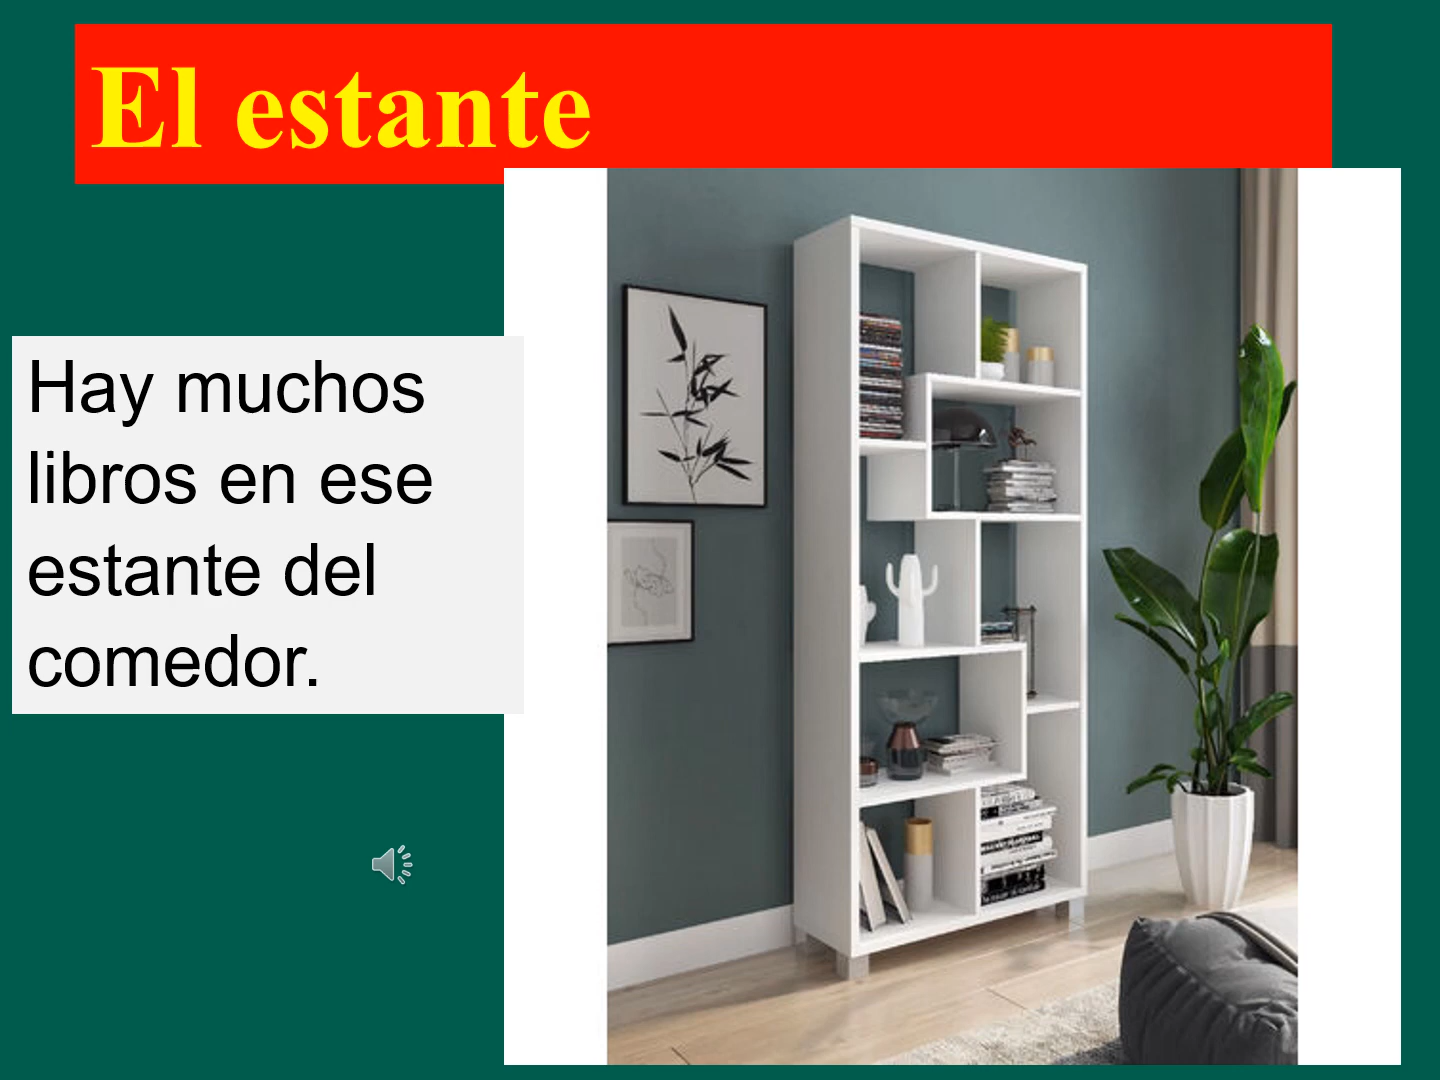 El estante
Hay muchos
libros en ese
estante del
comedor.